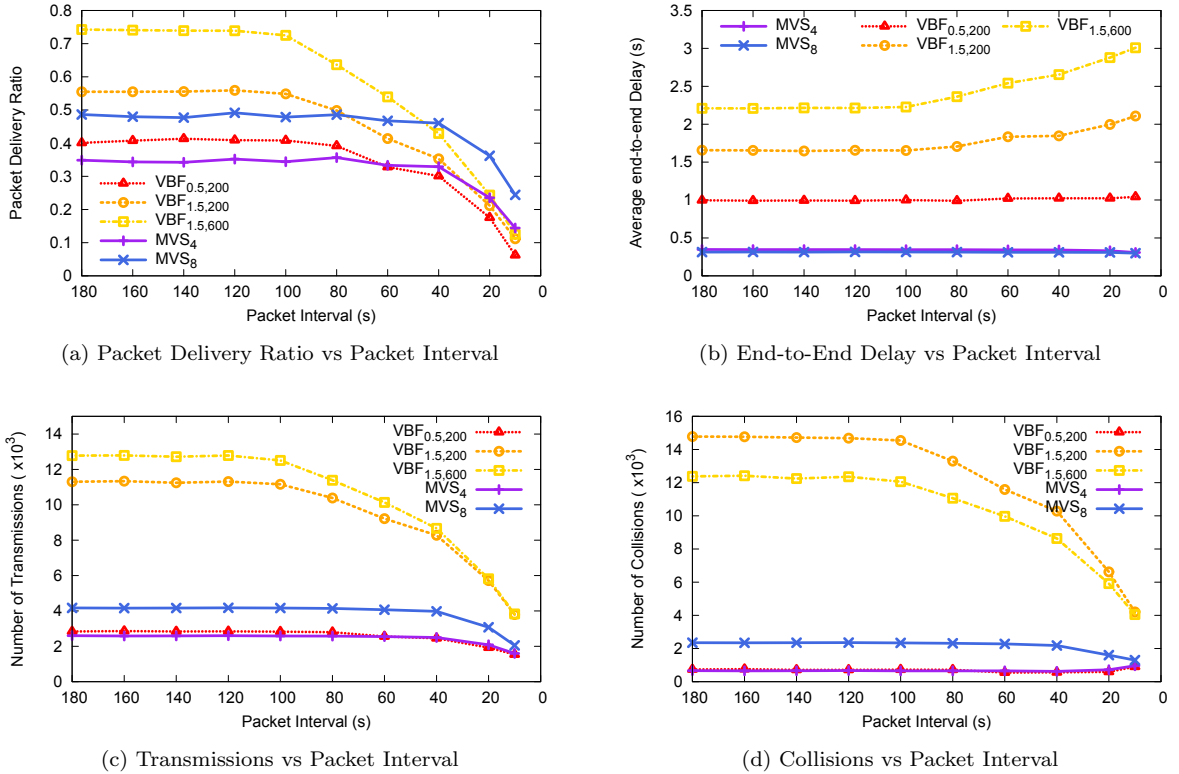 0.8
0.7
0.6
0.5
0.4
0.3
0.2
0.1
0
Packet Delivery Ratio
VBF0.5,200
VBF1.5,200
VBF1.5,600
MVS4
MVS8
180 160 140 120 100 80 60 40 20 0
Packet Interval (s)
(a) Packet Delivery Ratio vs Packet Interval
3.5
3
2.5
2
1.5
1
0.5
0
Average end-to-end Delay (s)
MVS4
MVS8
VBF0.5,200
VBF1.5,200
VBF1.5,600
180 160 140 120 100 80 60 40 20 0
Packet Interval (s)
(b) End-to-End Delay vs Packet Interval
14
12
10
8
6
4
2
0
Number of Transmissions ( x10³)
VBF0.5,200
VBF1.5,200
VBF1.5,600
MVS4
MVS8
180 160 140 120 100 80 60 40 20 0
Packet Interval (s)
(c) Transmissions vs Packet Interval
16
14
12
10
8
6
4
2
0
Number of Collisions ( x10³)
VBF0.5,200
VBF1.5,200
VBF1.5,600
MVS4
MVS8
180 160 140 120 100 80 60 40 20 0
Packet Interval (s)
(d) Collisions vs Packet Interval